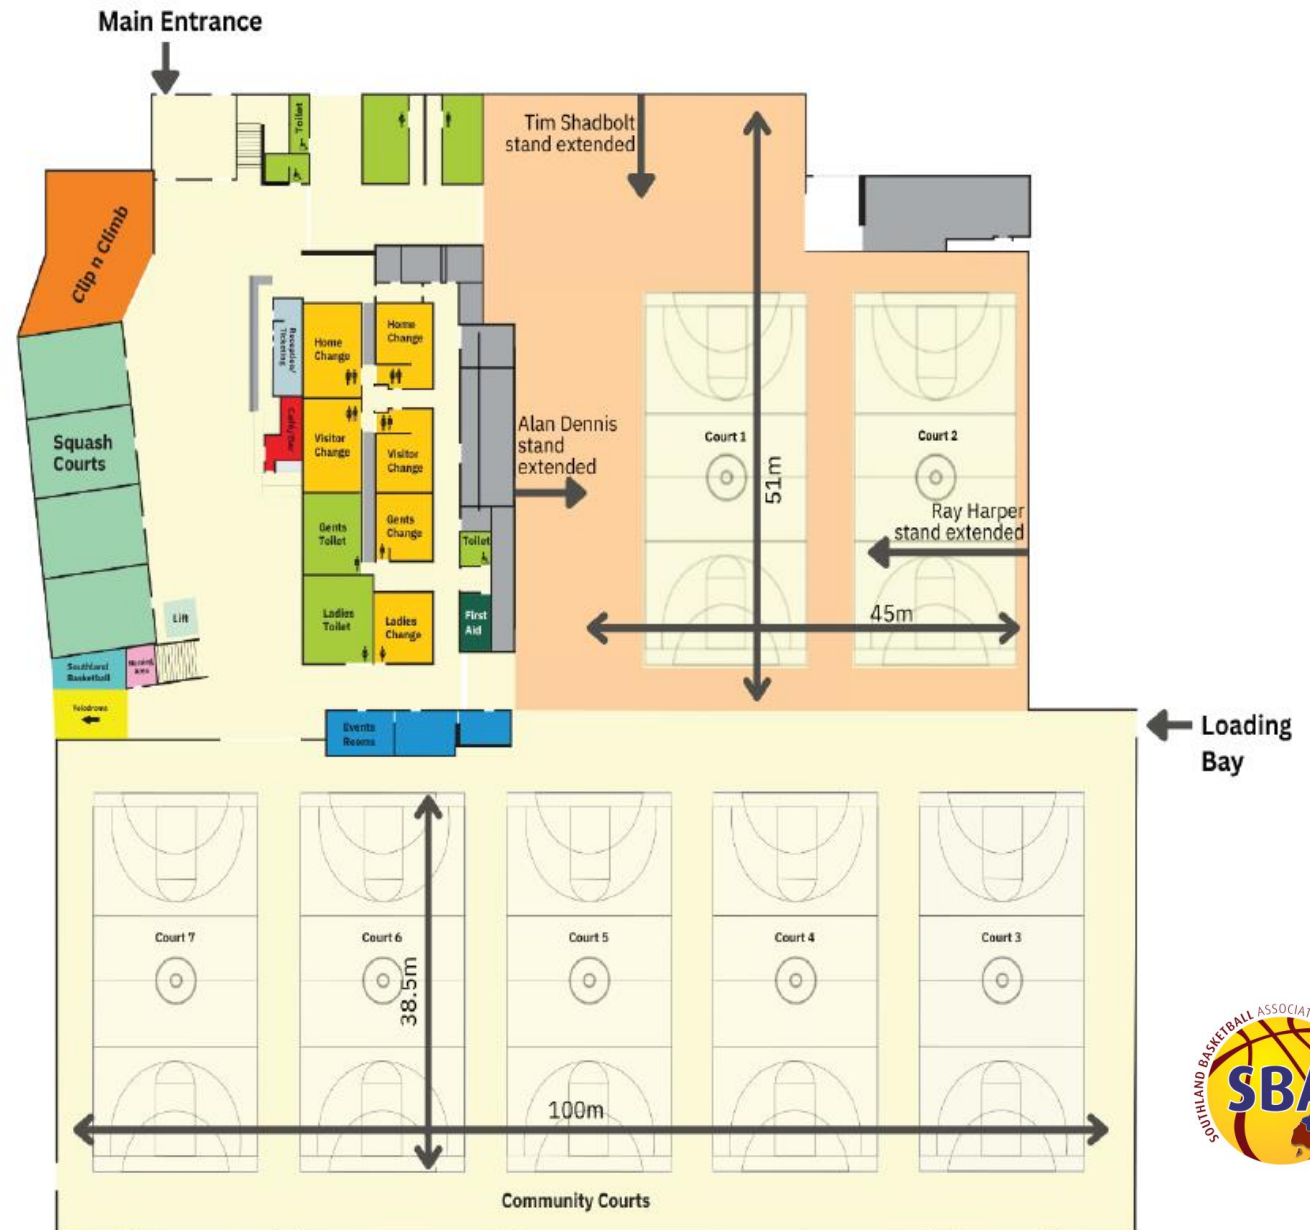 Main Entrance
Toilet
Tim Shadbolt
stand extended
Clip n Climb
Reception/
Ticketing
Home
Change
Home
Change
Squash
Courts
Visitor
Change
Visitor
Change
Alan Dennis
stand
extended
Court 1
Court 2
51m
Ray Harper
stand extended
Gents
Toilet
Gents
Change
Toilet
45m
Lift
Ladies
Toilet
Ladies
Change
First
Aid
Southland
Basketball
Velodrome
Events
Rooms
Loading
Bay
Court 7
Court 6
Court 5
Court 4
Court 3
38.5m
100m
Community Courts
SOUTHLAND BASKETBALL
SBA